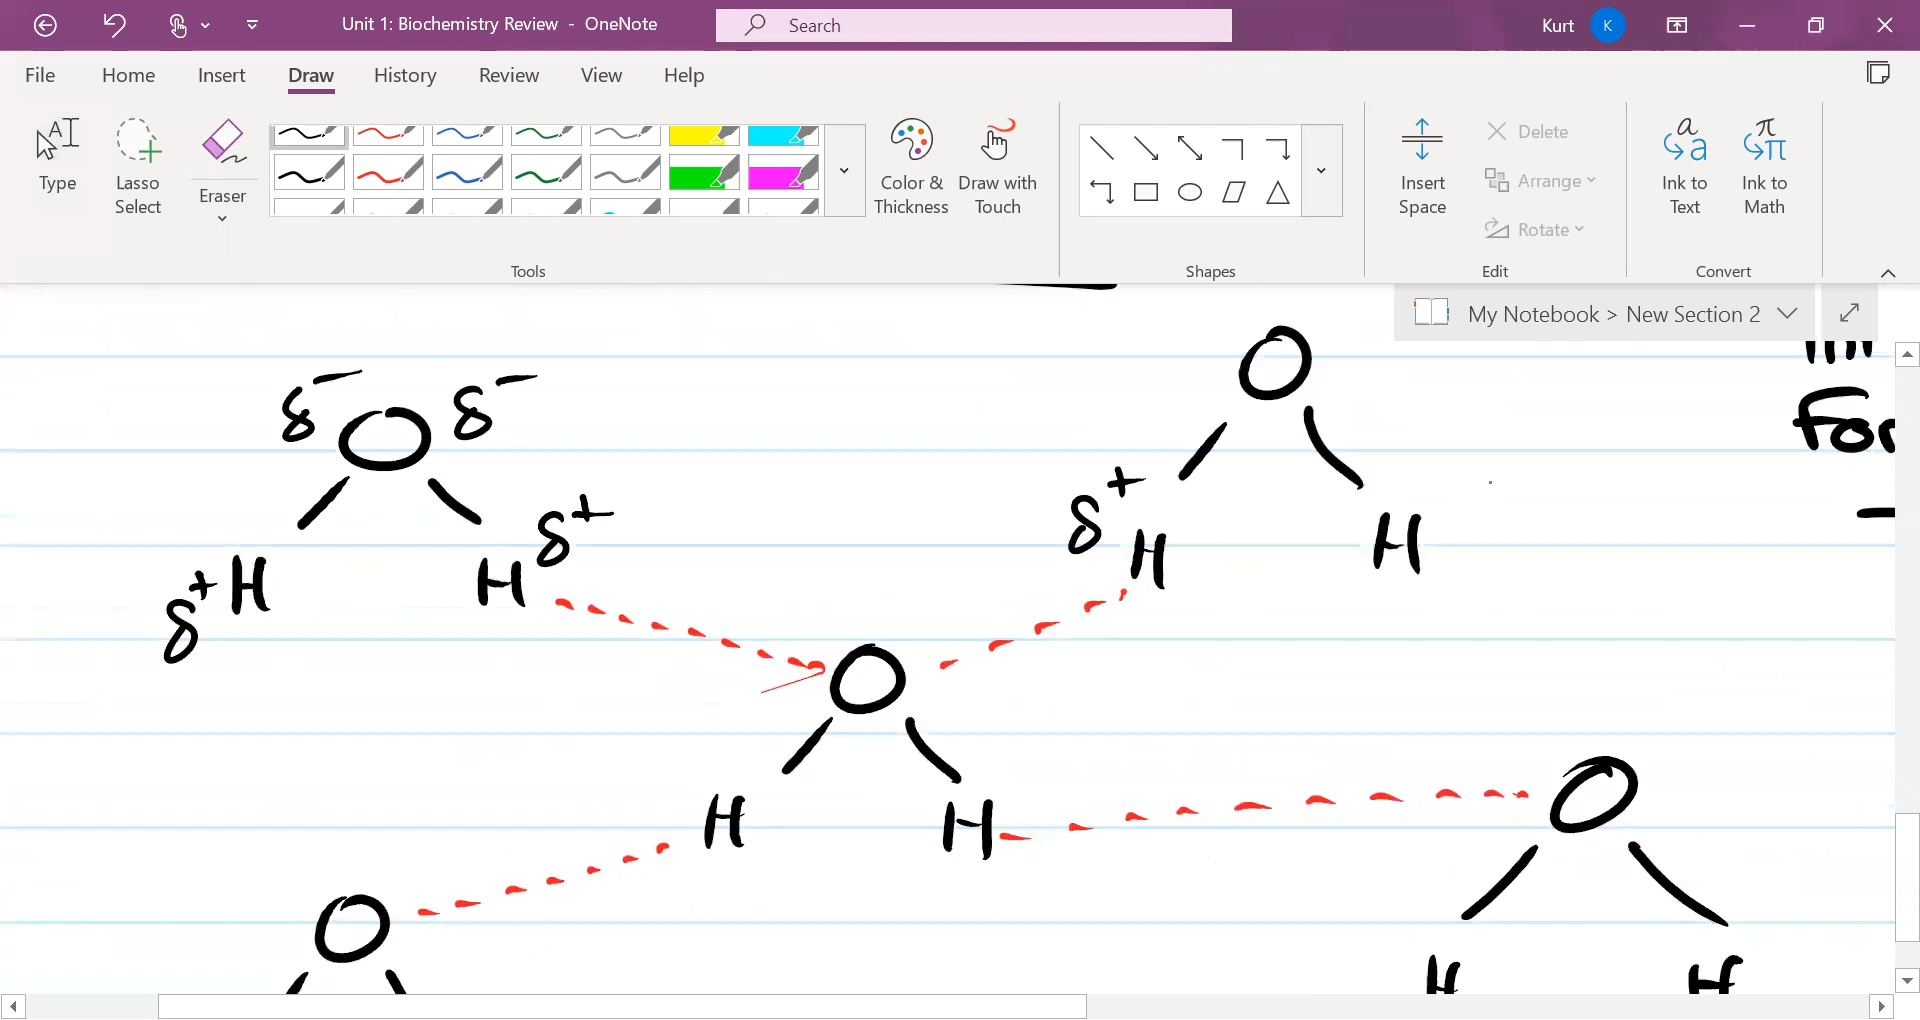 Unit 1: Biochemistry Review - OneNote
Search
Kurt
K
File
Home
Insert
Draw
History
Review
View
Help
Type
Lasso
Select
Eraser
Color &
Thickness
Draw with
Touch
Tools
Shapes
Insert
Space
Delete
Arrange
Rotate
Edit
a
a
Ink to
Text
π
π
Ink to
Math
Convert
My Notebook > New Section 2
δ⁻ O δ⁻
δ⁺ H
H δ⁺
O
δ⁺ H
H
For
O
H
H
O
O
H
H